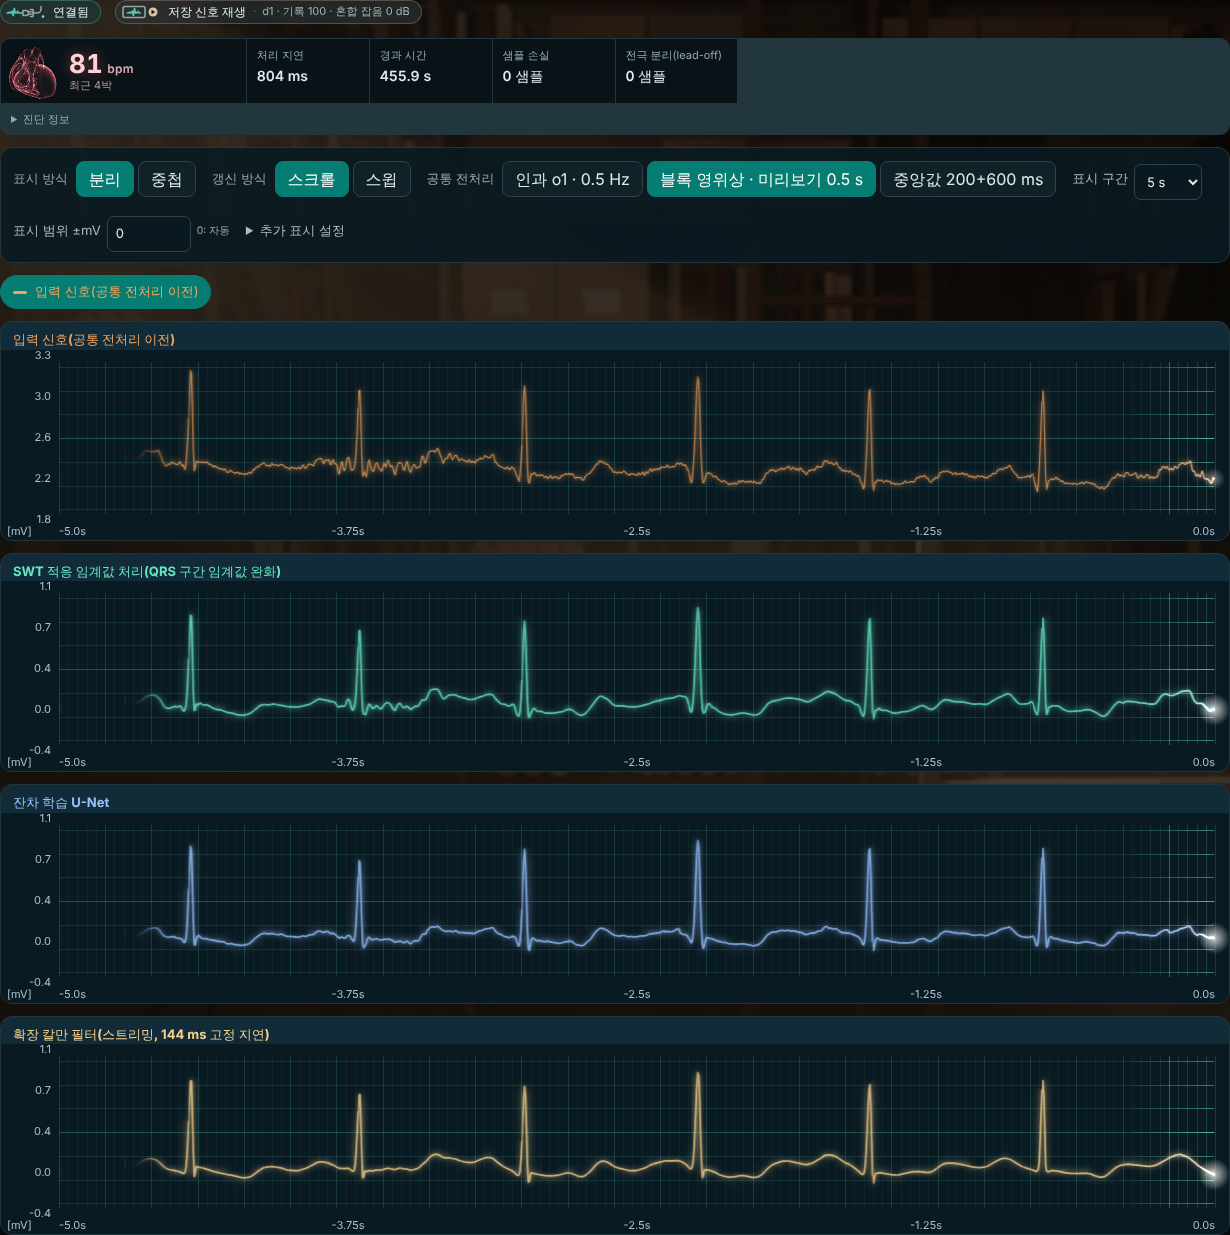 연결됨 저장 신호 재생 · d1 · 기록 100 · 혼합 잡음 0 dB
81 bpm
최근 4박
처리 지연
804 ms
경과 시간
455.9 s
샘플 손실
0 샘플
전극 분리(lead-off)
0 샘플
▶ 진단 정보
표시 방식 분리 중첩 갱신 방식 스크롤 스윕 공통 전처리 인과 o1 · 0.5 Hz 블록 영위상 · 미리보기 0.5 s 중앙값 200+600 ms 표시 구간 5 s
표시 범위 ±mV 0 0: 자동 ▶ 추가 표시 설정
입력 신호(공통 전처리 이전)
입력 신호(공통 전처리 이전)
3.3
3.0
2.6
2.2
1.8
[mV] -5.0s -3.75s -2.5s -1.25s 0.0s
SWT 적응 임계값 처리(QRS 구간 임계값 완화)
1.1
0.7
0.4
0.0
-0.4
[mV] -5.0s -3.75s -2.5s -1.25s 0.0s
잔차 학습 U-Net
1.1
0.7
0.4
0.0
-0.4
[mV] -5.0s -3.75s -2.5s -1.25s 0.0s
확장 칼만 필터(스트리밍, 144 ms 고정 지연)
1.1
0.7
0.4
0.0
-0.4
[mV] -5.0s -3.75s -2.5s -1.25s 0.0s